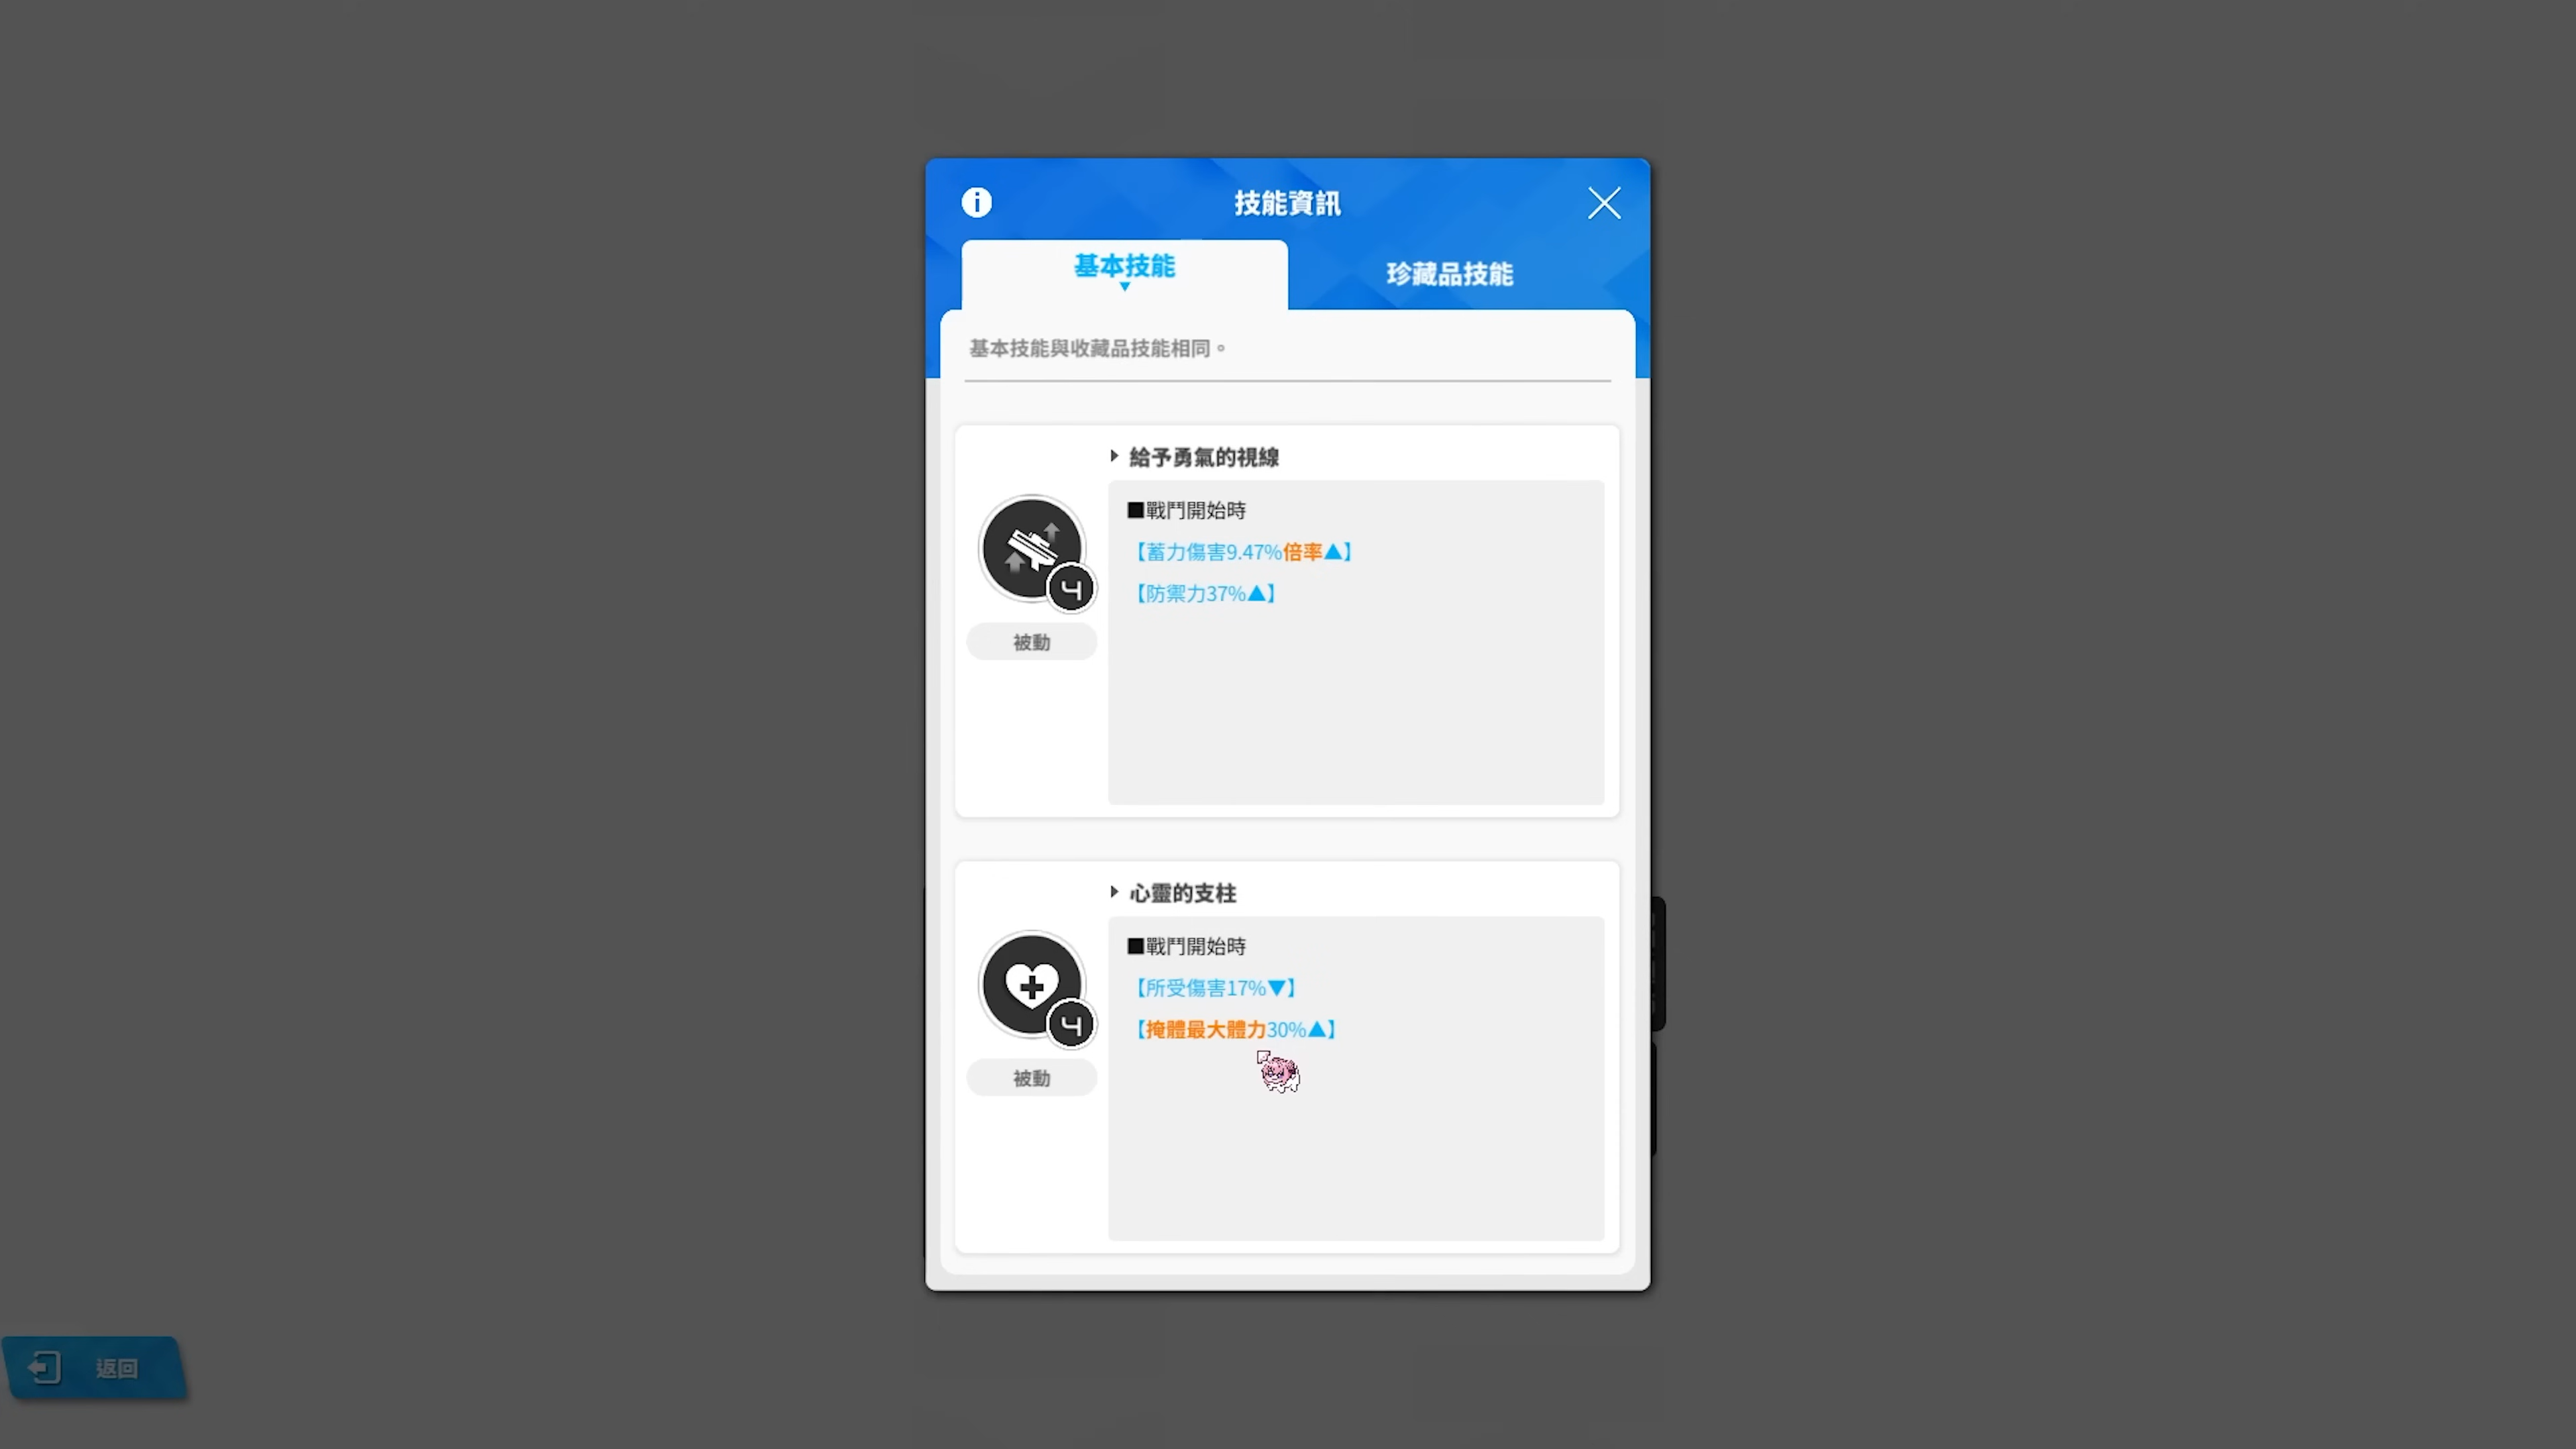 技能資訊
基本技能
珍藏品技能
基本技能與收藏品技能相同。
給予勇氣的視線
■戰鬥開始時
【蓄力傷害9.47%倍率▲】
【防禦力37%▲】
4
被動
心靈的支柱
■戰鬥開始時
【所受傷害17%▼】
【掩體最大體力30%▲】
4
被動
返回